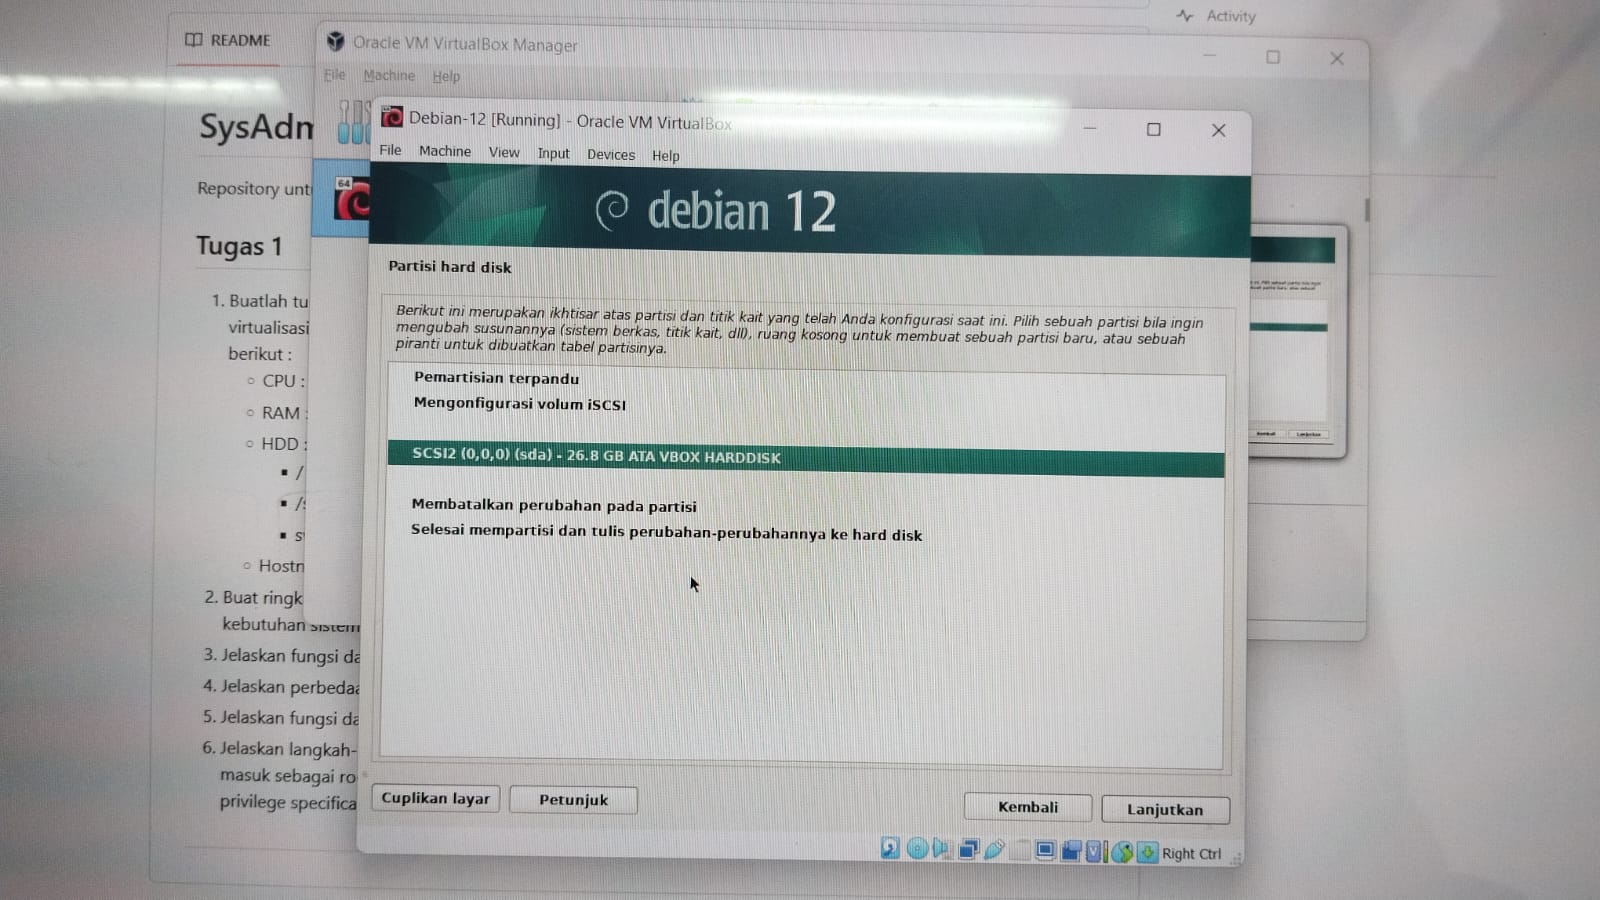 Activity
README
Oracle VM VirtualBox Manager
File Machine Help
SysAdm
Repository unt
Tugas 1
1. Buatlah tu
virtualisasi
berikut :
CPU :
RAM :
HDD :
/
/s
Hostn
2. Buat ringk
kebutuhan sistem
3. Jelaskan fungsi da
4. Jelaskan perbedaa
5. Jelaskan fungsi da
6. Jelaskan langkah-
masuk sebagai ro
privilege specifica
64
Debian-12 [Running] - Oracle VM VirtualBox
File Machine View Input Devices Help
debian 12
Partisi hard disk
Berikut ini merupakan ikhtisar atas partisi dan titik kait yang telah Anda konfigurasi saat ini. Pilih sebuah partisi bila ingin
mengubah susunannya (sistem berkas, titik kait, dll), ruang kosong untuk membuat sebuah partisi baru, atau sebuah
piranti untuk dibuatkan tabel partisinya.
Pemartisian terpandu
Mengonfigurasi volum iSCSI
SCSI2 (0,0,0) (sda) - 26.8 GB ATA VBOX HARDDISK
Membatalkan perubahan pada partisi
Selesai mempartisi dan tulis perubahan-perubahannya ke hard disk
Cuplikan layar Petunjuk Kembali Lanjutkan
Right Ctrl
Kembali Lanjutkan